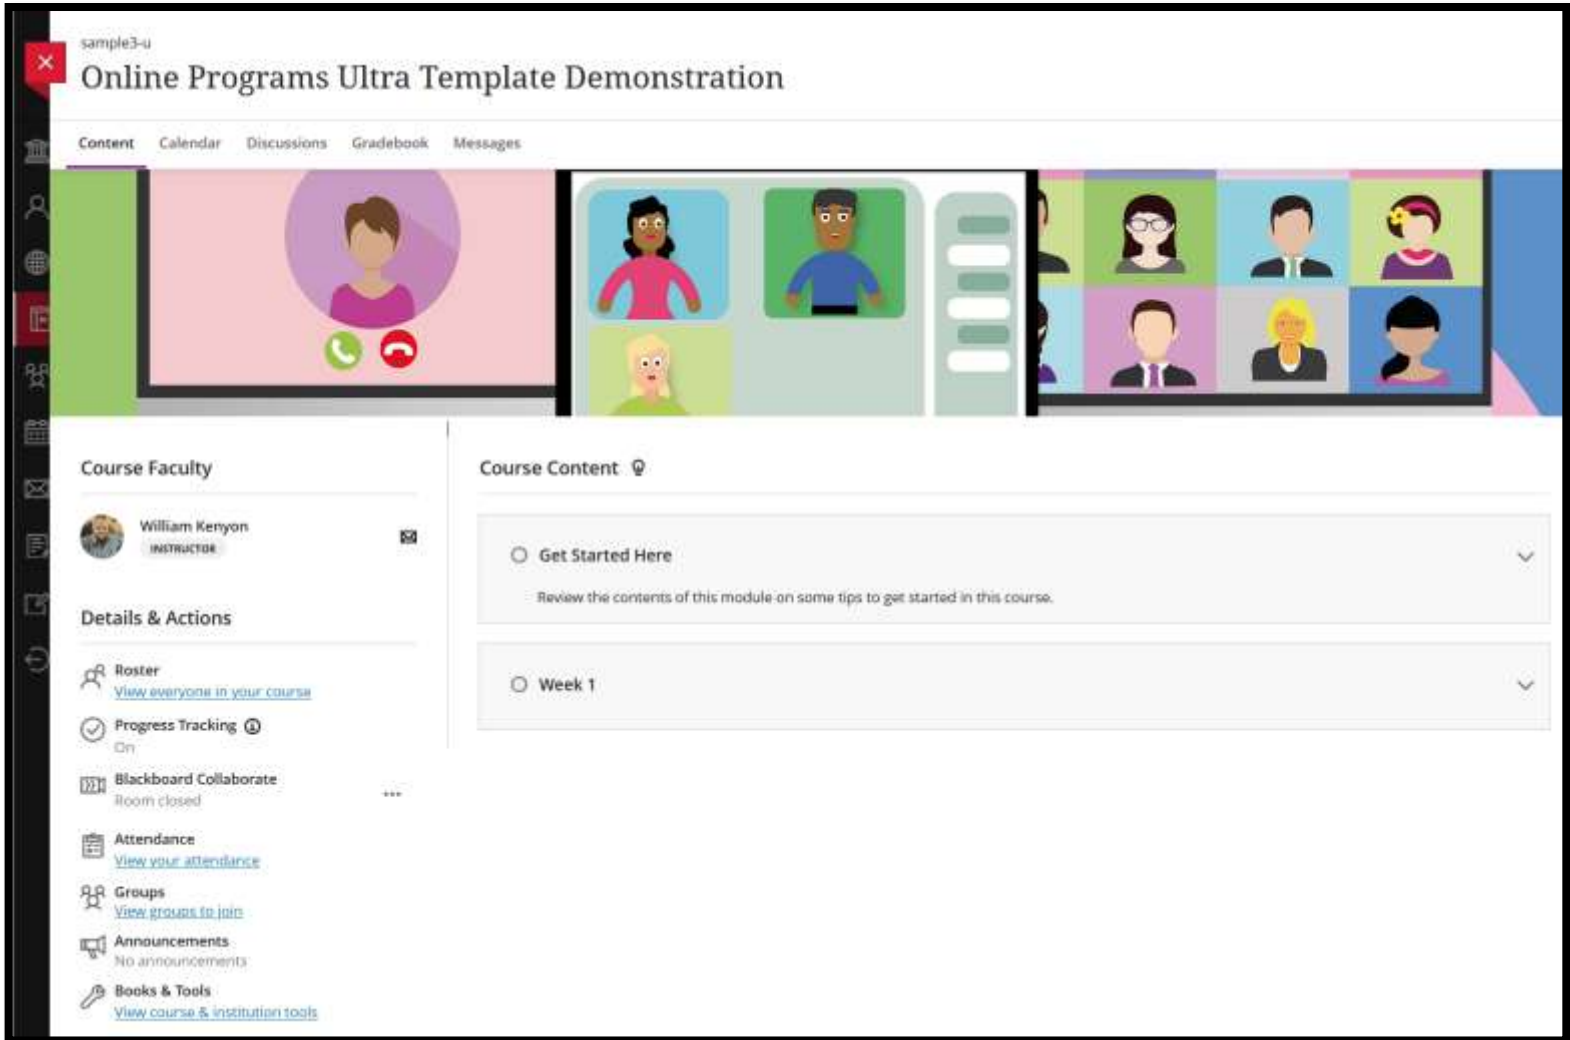 sample3-u
Online Programs Ultra Template Demonstration
Content Calendar Discussions Gradebook Messages
Course Faculty
William Kenyon
INSTRUCTOR
Details & Actions
Roster
View everyone in your course
Progress Tracking
On
Blackboard Collaborate
Room closed
Attendance
View your attendance
Groups
View groups to join
Announcements
No announcements
Books & Tools
View course & institution tools
Course Content
Get Started Here
Review the contents of this module on some tips to get started in this course.
Week 1